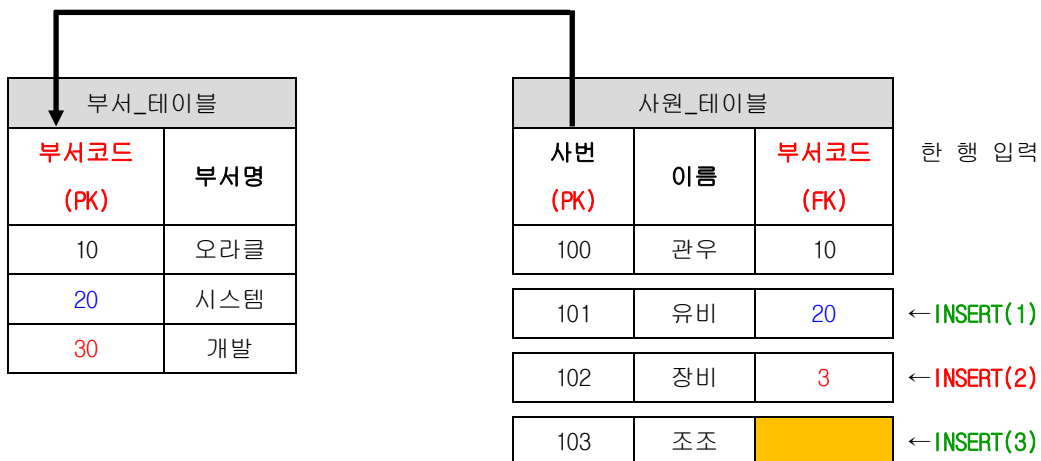 부서_테이블
부서코드
(PK)
부서명
10 오라클
20 시스템
30 개발
사원_테이블
사번
(PK)
이름
부서코드
(FK)
한 행 입력
100 관우 10
101 유비 20 ←INSERT(1)
102 장비 3 ←INSERT(2)
103 조조 ←INSERT(3)